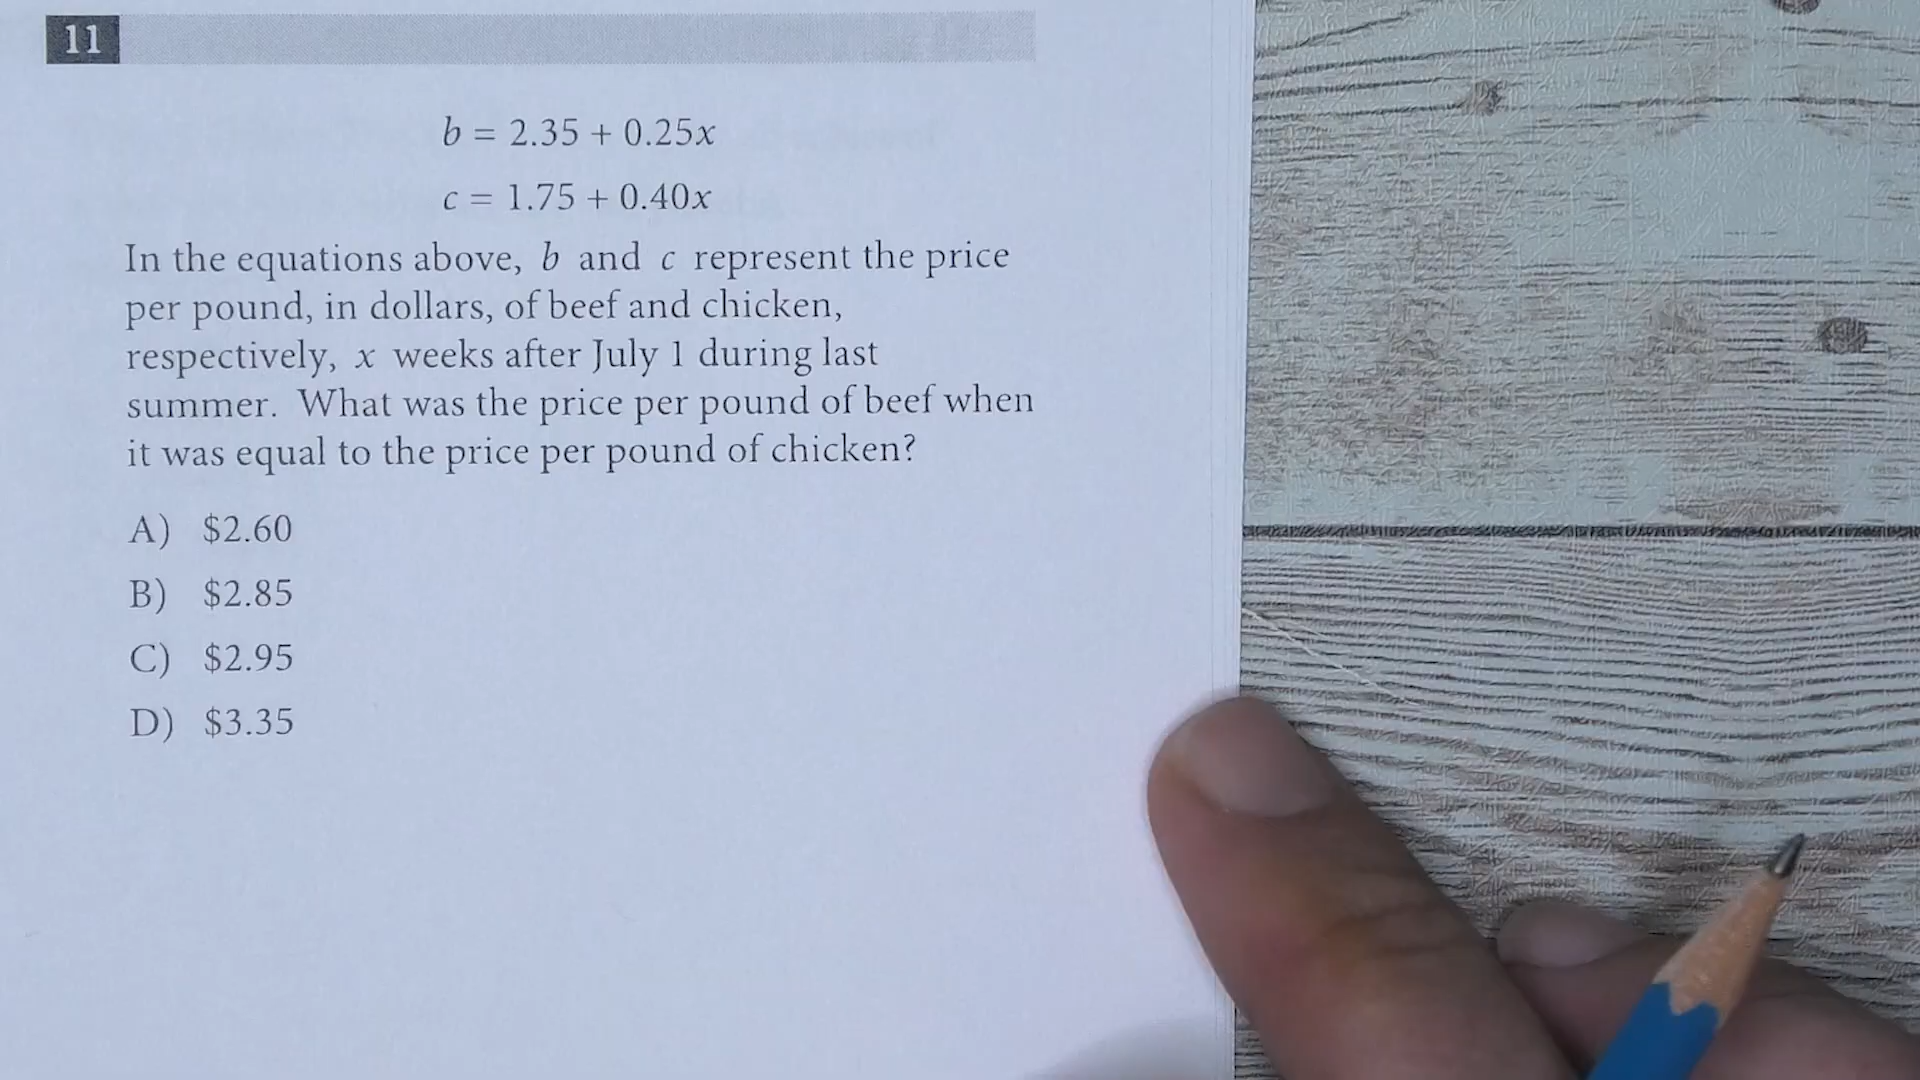 11
b = 2.35 + 0.25x
c = 1.75 + 0.40x
In the equations above, b and c represent the price
per pound, in dollars, of beef and chicken,
respectively, x weeks after July 1 during last
summer. What was the price per pound of beef when
it was equal to the price per pound of chicken?
A) $2.60
B) $2.85
C) $2.95
D) $3.35